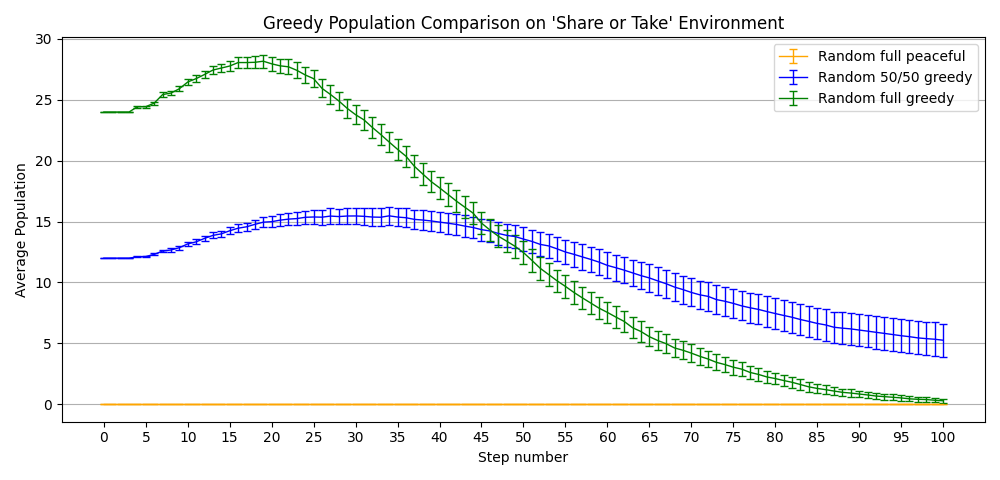 Greedy Population Comparison on 'Share or Take' Environment
Random full peaceful
Random 50/50 greedy
Random full greedy
Average Population
30
25
20
15
10
5
0
0 5 10 15 20 25 30 35 40 45 50 55 60 65 70 75 80 85 90 95 100
Step number